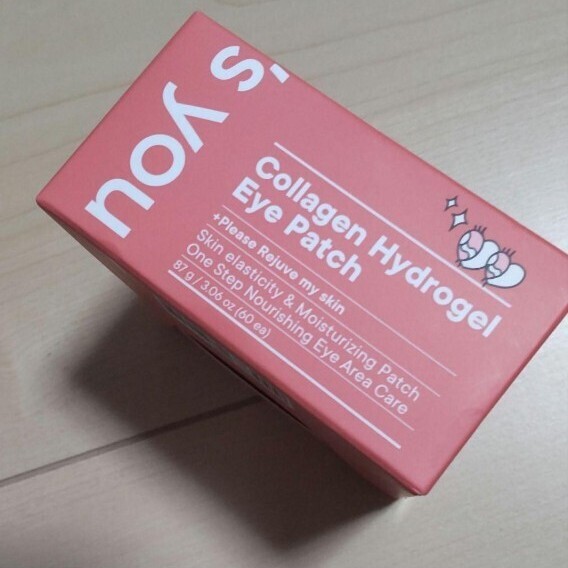 s you
Collagen Hydrogel
Eye Patch
+Please Rejuve my skin
Skin elasticity & Moisturizing Patch
One Step Nourishing Eye Area Care
87 g / 3.06 oz (60 ea)